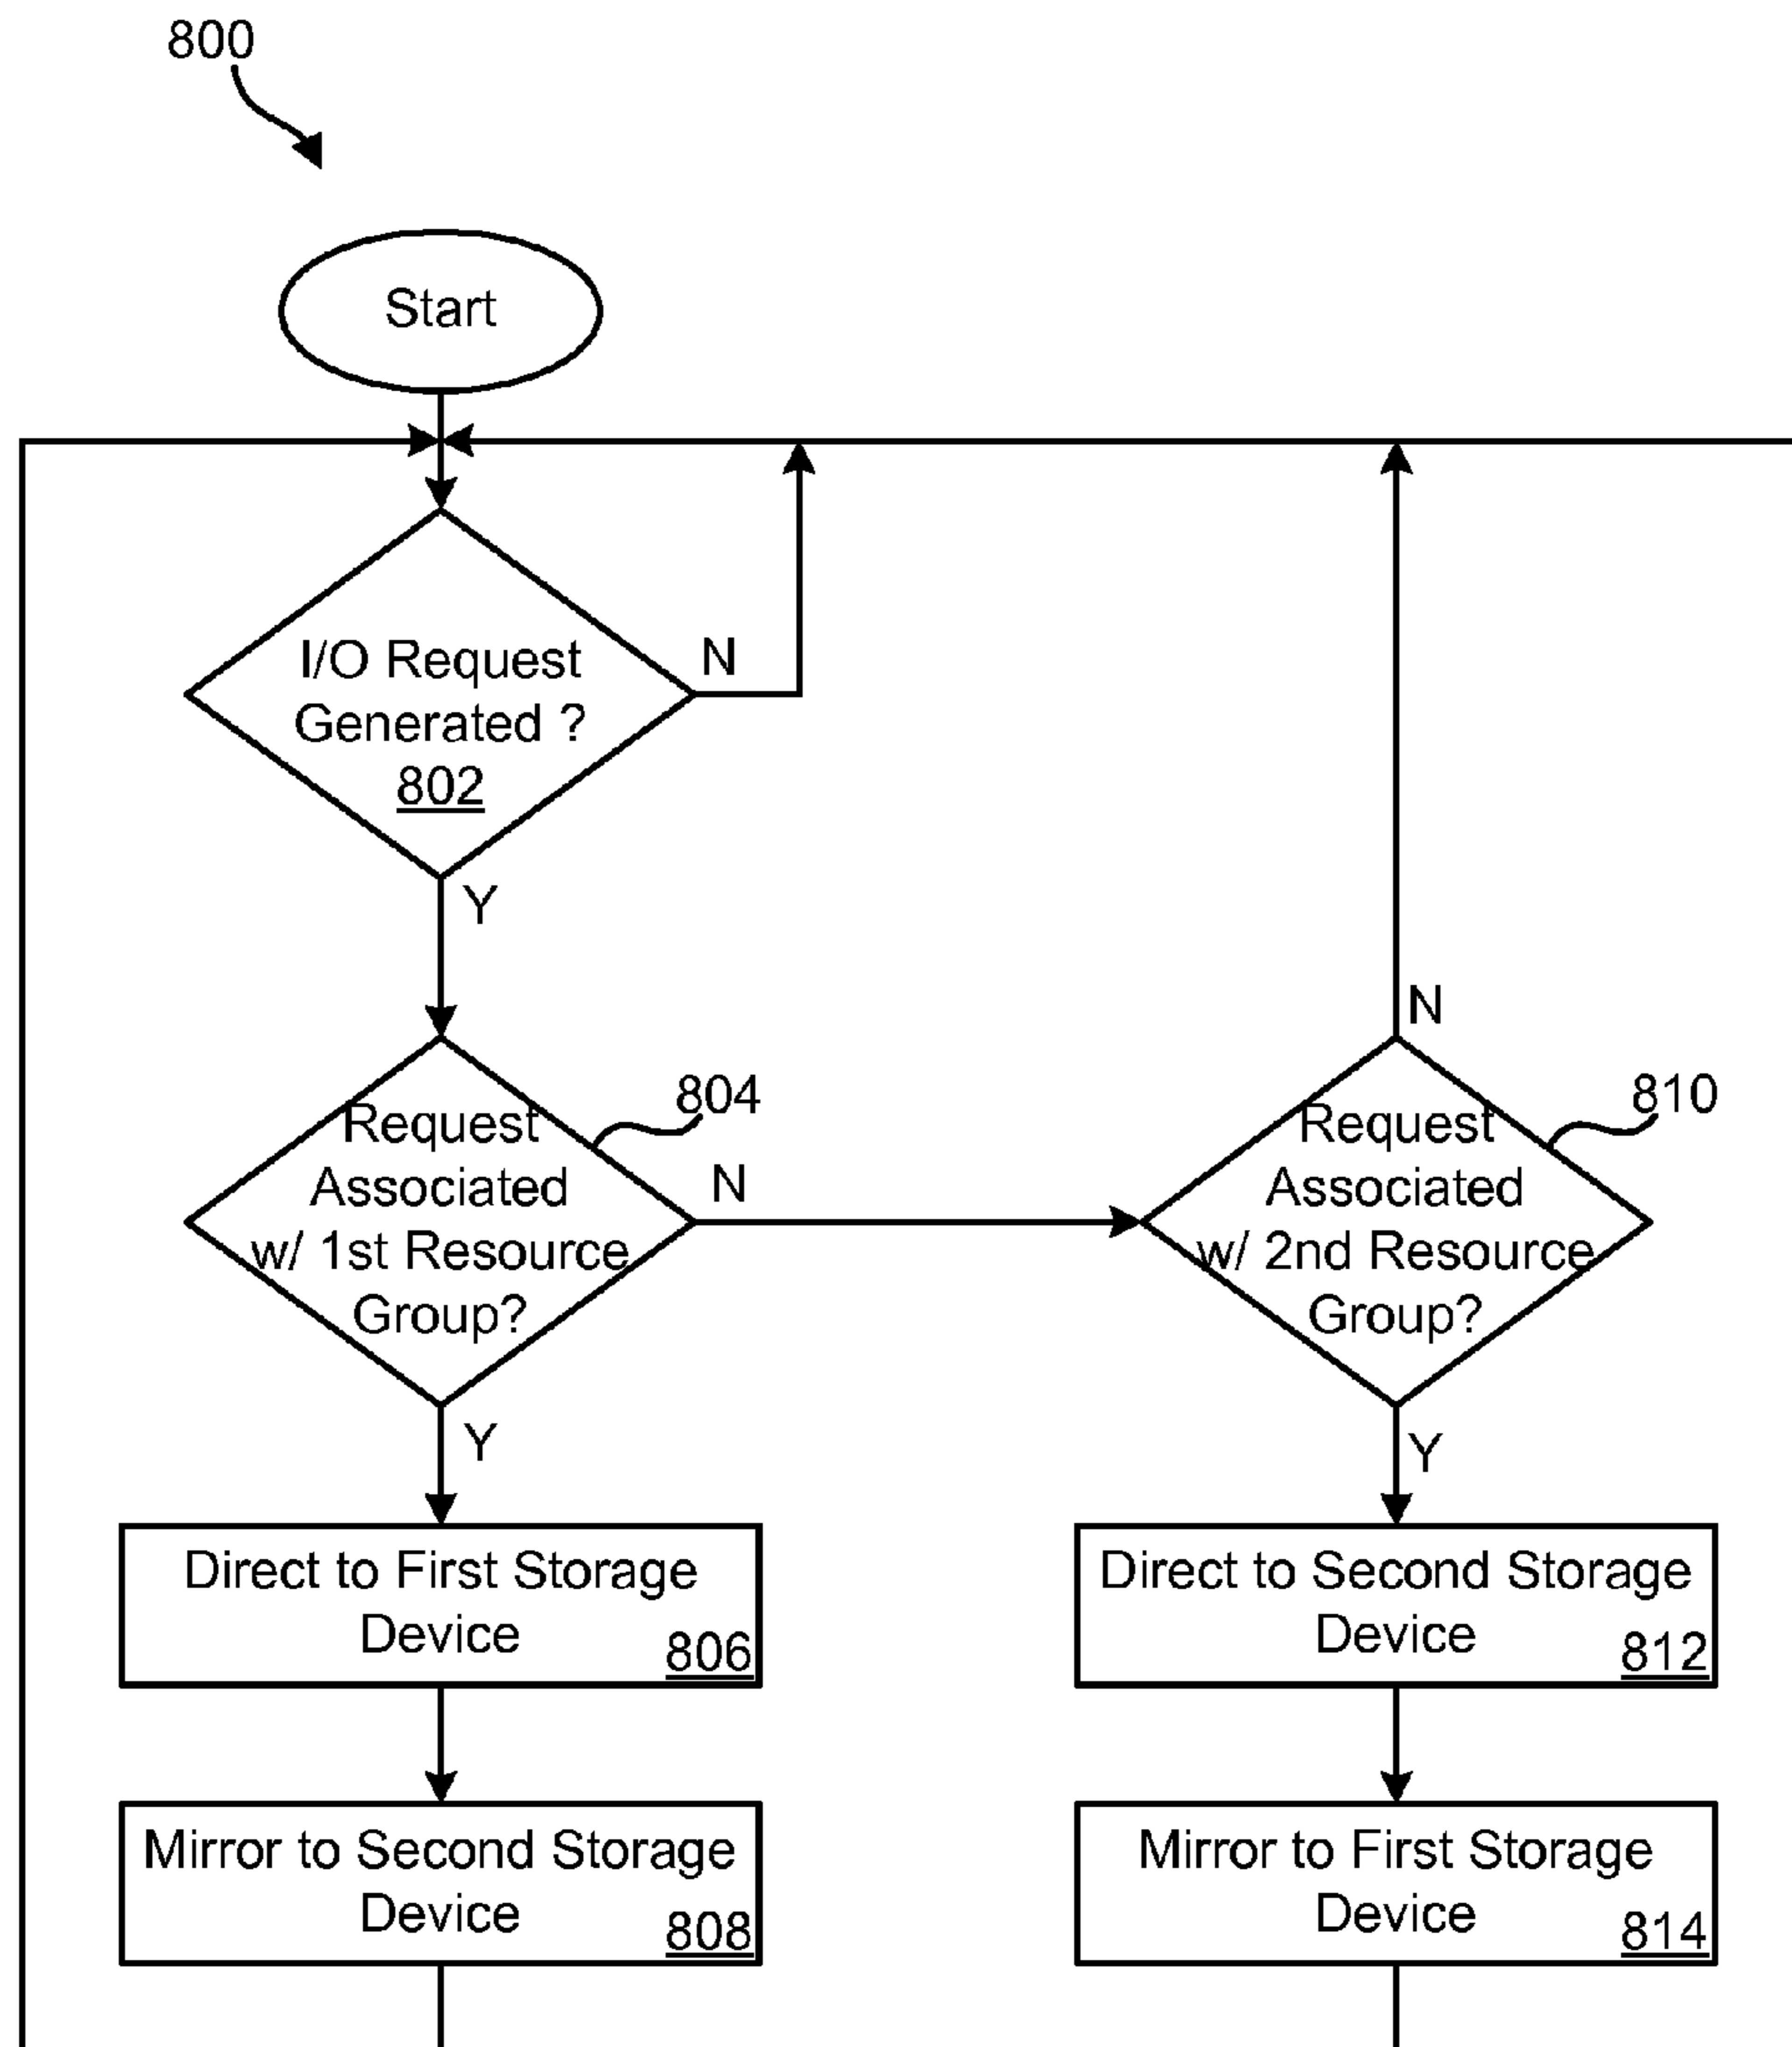 800
Start
I/O Request
Generated ?
802
N
Y
Request
Associated
w/ 1st Resource
Group?
804
N
Y
Request
Associated
w/ 2nd Resource
Group?
810
N
Y
Direct to First Storage
Device
806
Direct to Second Storage
Device
812
Mirror to Second Storage
Device
808
Mirror to First Storage
Device
814